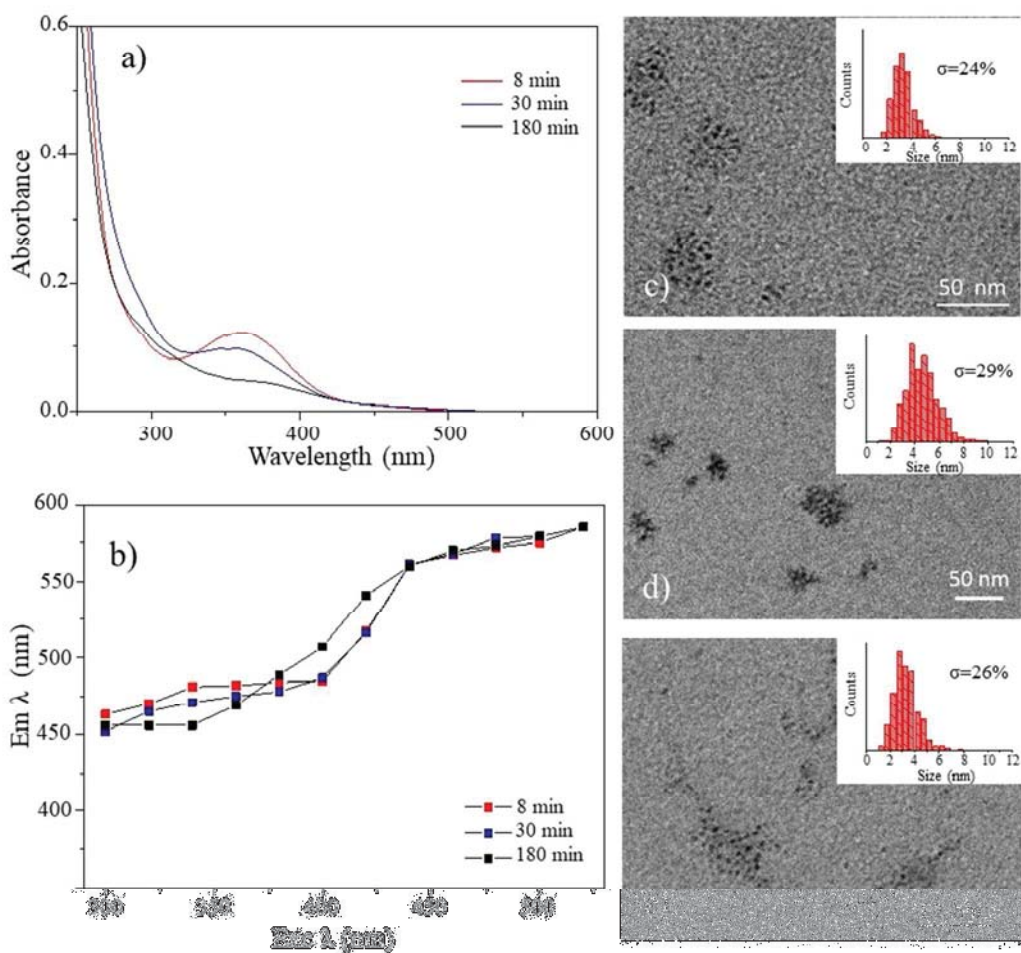 a)
0.6
0.4
0.2
0.0
Absorbance
8 min
30 min
180 min
300 400 500 600
Wavelength (nm)
b)
600
550
500
450
400
Em λ (nm)
8 min
30 min
180 min
c)
50 nm
Counts
σ=24%
0 2 4 6 8 10 12
Size (nm)
d)
50 nm
Counts
σ=29%
0 2 4 6 8 10 12
Size (nm)
Counts
σ=26%
0 2 4 6 8 10 12
Size (nm)